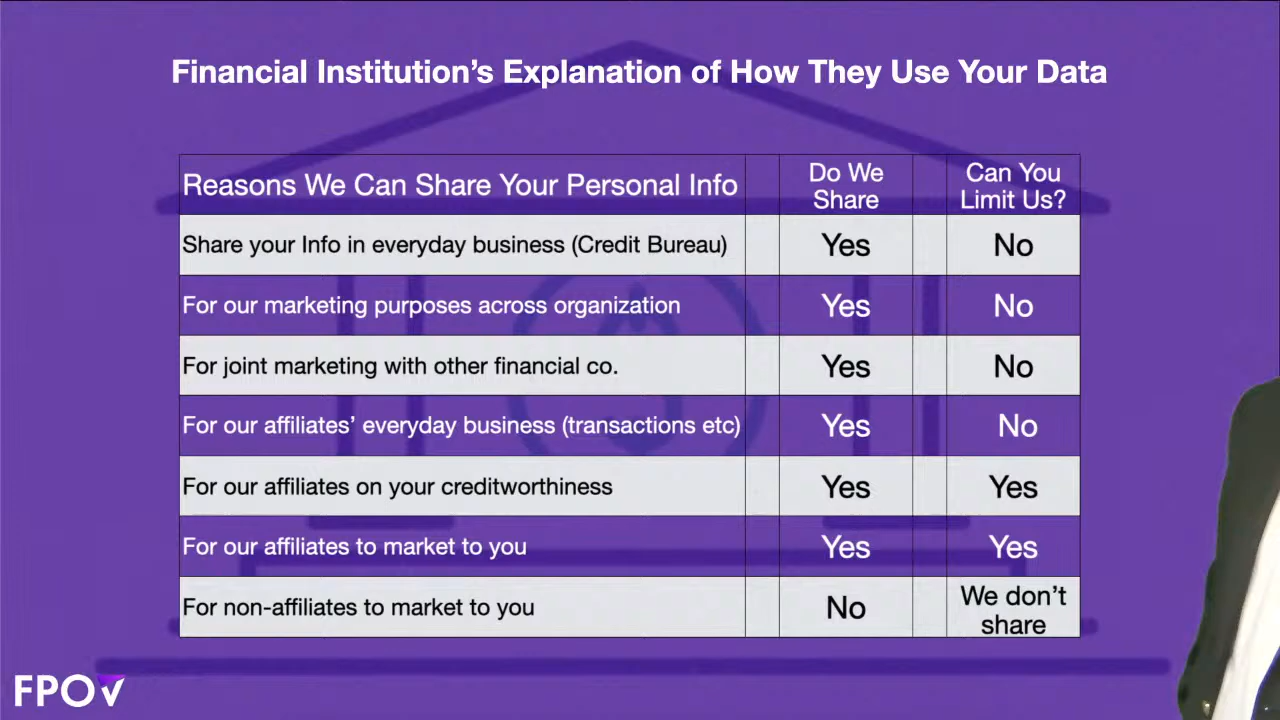 Financial Institution's Explanation of How They Use Your Data
Reasons We Can Share Your Personal Info
Do We
Share
Can You
Limit Us?
Share your Info in everyday business (Credit Bureau)
Yes
No
For our marketing purposes across organization
Yes
No
For joint marketing with other financial co.
Yes
No
For our affiliates' everyday business (transactions etc)
Yes
No
For our affiliates on your creditworthiness
Yes
Yes
For our affiliates to market to you
Yes
Yes
For non-affiliates to market to you
No
We don't
share
FPOV